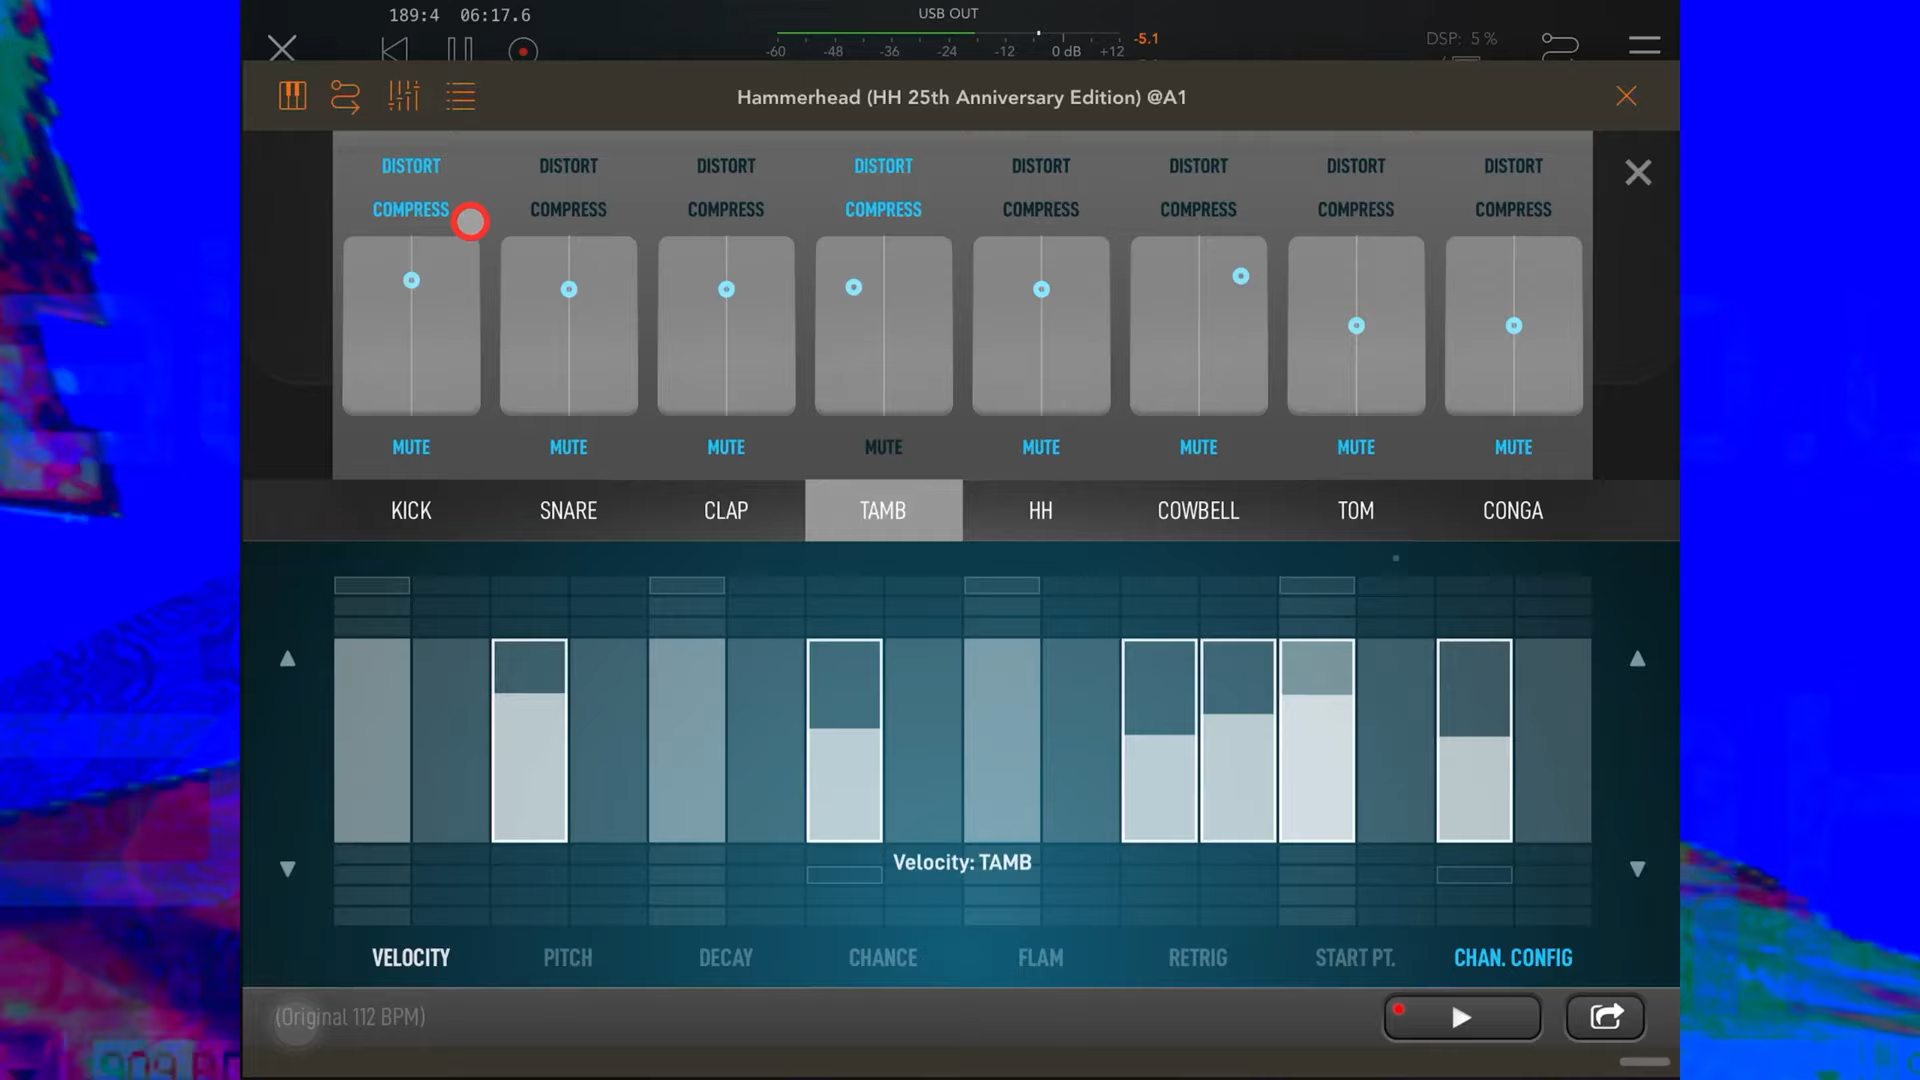 189:4 06:17.6
USB OUT
-60 -48 -36 -24 -12 0 dB +12
-5.1
DSP: 5 %
Hammerhead (HH 25th Anniversary Edition) @A1
DISTORT DISTORT DISTORT DISTORT DISTORT DISTORT DISTORT DISTORT
COMPRESS COMPRESS COMPRESS COMPRESS COMPRESS COMPRESS COMPRESS COMPRESS
MUTE MUTE MUTE MUTE MUTE MUTE MUTE MUTE
KICK SNARE CLAP TAMB HH COWBELL TOM CONGA
Velocity: TAMB
VELOCITY PITCH DECAY CHANCE FLAM RETRIG START PT. CHAN. CONFIG
(Original 112 BPM)